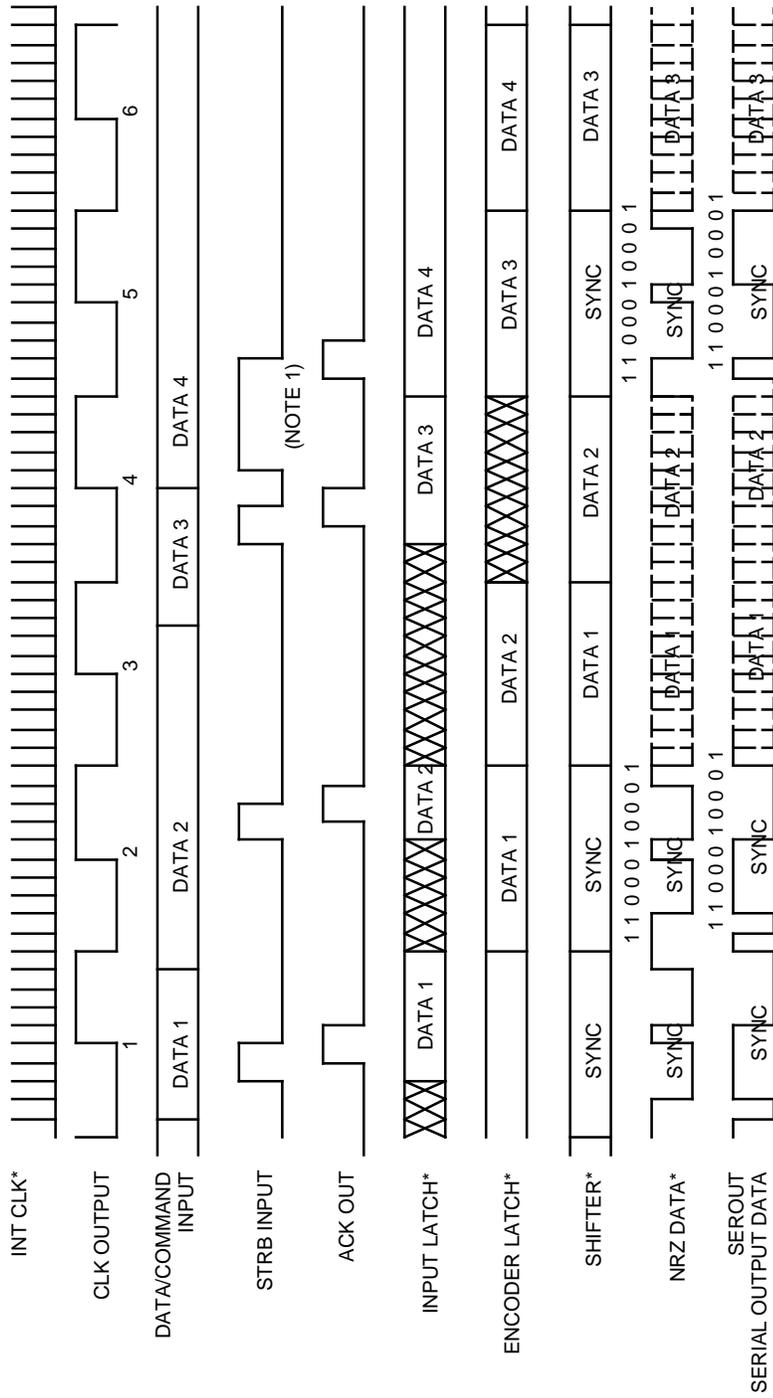 INT CLK*
CLK OUTPUT
1 2 3 4 5 6
DATA/COMMAND
INPUT
DATA 1 DATA 2 DATA 3 DATA 4
STRB INPUT
(NOTE 1)
ACK OUT
INPUT LATCH*
DATA 1 DATA 2 DATA 3 DATA 4
ENCODER LATCH*
DATA 1 DATA 2 DATA 3 DATA 4
SHIFTER*
SYNC SYNC DATA 1 DATA 2 SYNC DATA 3
1 1 0 0 0 1 0 0 0 1 1 1 0 0 0 1 0 0 0 1
NRZ DATA*
SYNC SYNC DATA 1 DATA 2 SYNC DATA 3
1 1 0 0 0 1 0 0 0 1 1 1 0 0 0 1 0 0 0 1
SEROUT
SERIAL OUTPUT DATA
SYNC SYNC DATA 1 DATA 2 SYNC DATA 3